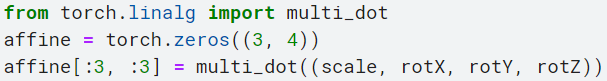 from torch.linalg import multi_dot
affine = torch.zeros((3, 4))
affine[:3, :3] = multi_dot((scale, rotX, rotY, rotZ))